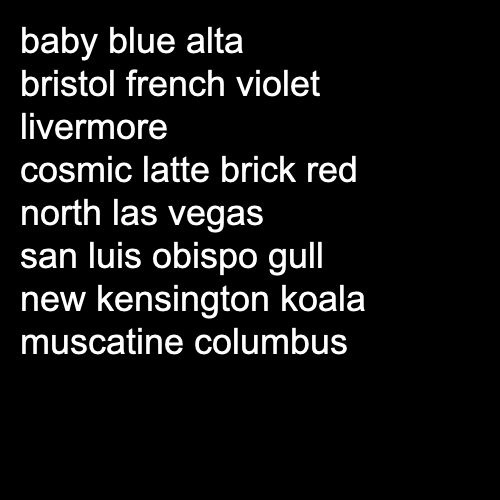 baby blue alta
bristol french violet
livermore
cosmic latte brick red
north las vegas
san luis obispo gull
new kensington koala
muscatine columbus